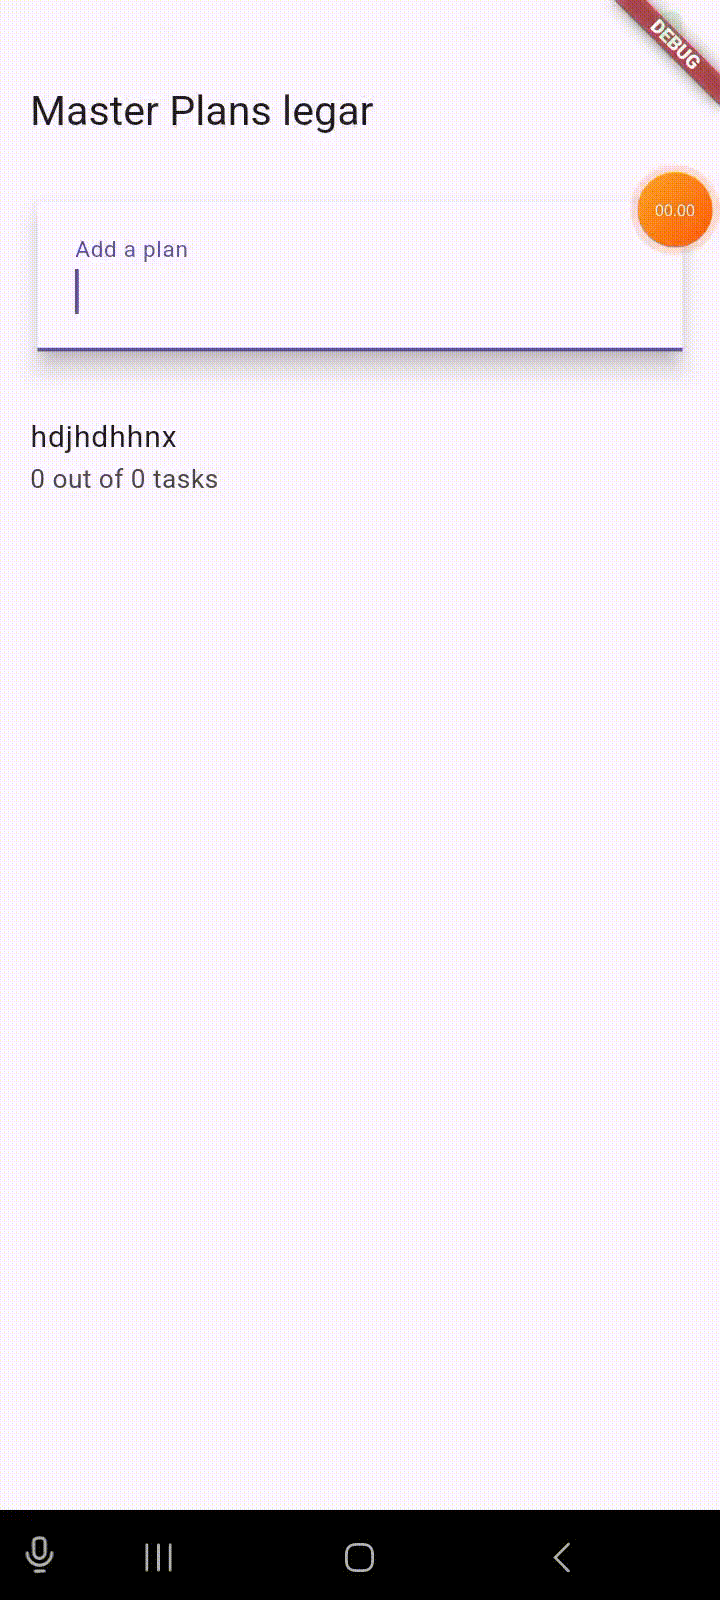 DEBUG
Master Plans legar
00.00
Add a plan
hdjhdhhnx
0 out of 0 tasks